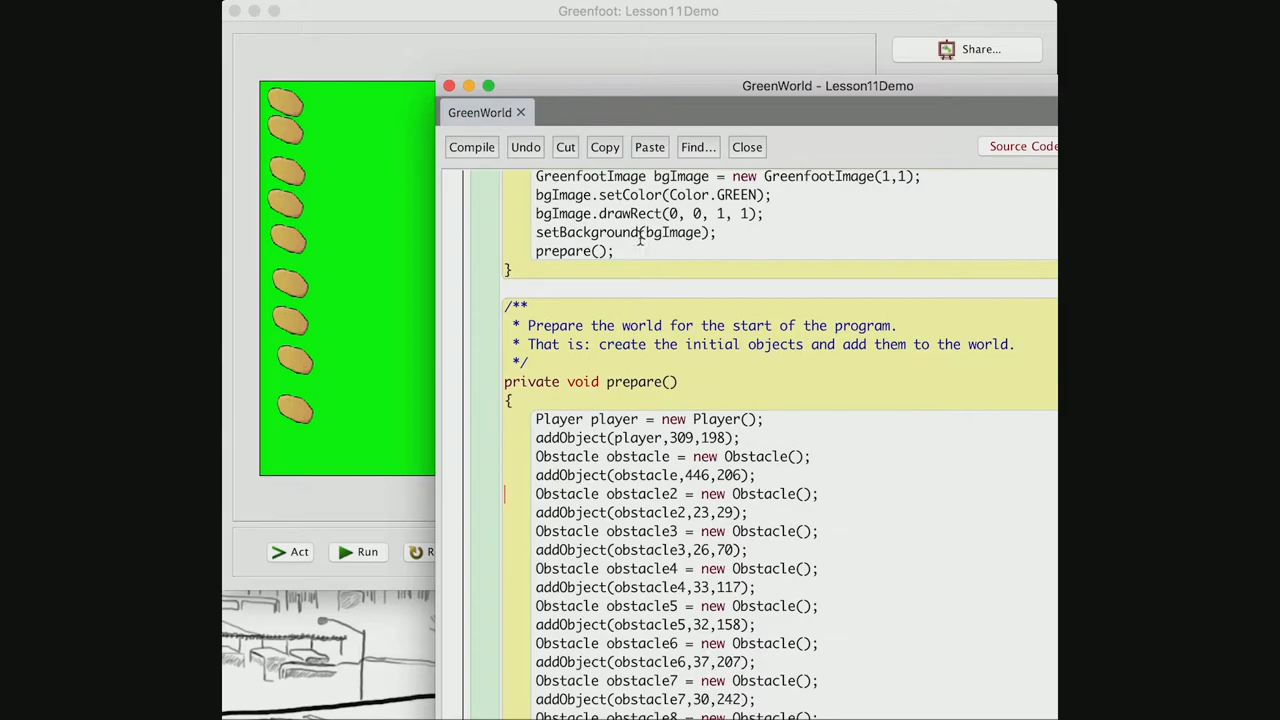 Greenfoot: Lesson11Demo
Share...
GreenWorld - Lesson11Demo
GreenWorld ✕
Compile Undo Cut Copy Paste Find... Close Source Code
GreenfootImage bgImage = new GreenfootImage(1,1);
bgImage.setColor(Color.GREEN);
bgImage.drawRect(0, 0, 1, 1);
setBackground(bgImage);
prepare();
}
/**
* Prepare the world for the start of the program.
* That is: create the initial objects and add them to the world.
*/
private void prepare()
{
Player player = new Player();
addObject(player,309,198);
Obstacle obstacle = new Obstacle();
addObject(obstacle,446,206);
Obstacle obstacle2 = new Obstacle();
addObject(obstacle2,23,29);
Obstacle obstacle3 = new Obstacle();
addObject(obstacle3,26,70);
Obstacle obstacle4 = new Obstacle();
addObject(obstacle4,33,117);
Obstacle obstacle5 = new Obstacle();
addObject(obstacle5,32,158);
Obstacle obstacle6 = new Obstacle();
addObject(obstacle6,37,207);
Obstacle obstacle7 = new Obstacle();
addObject(obstacle7,30,242);
Obstacle obstacle8 = new Obstacle();
> Act Run R